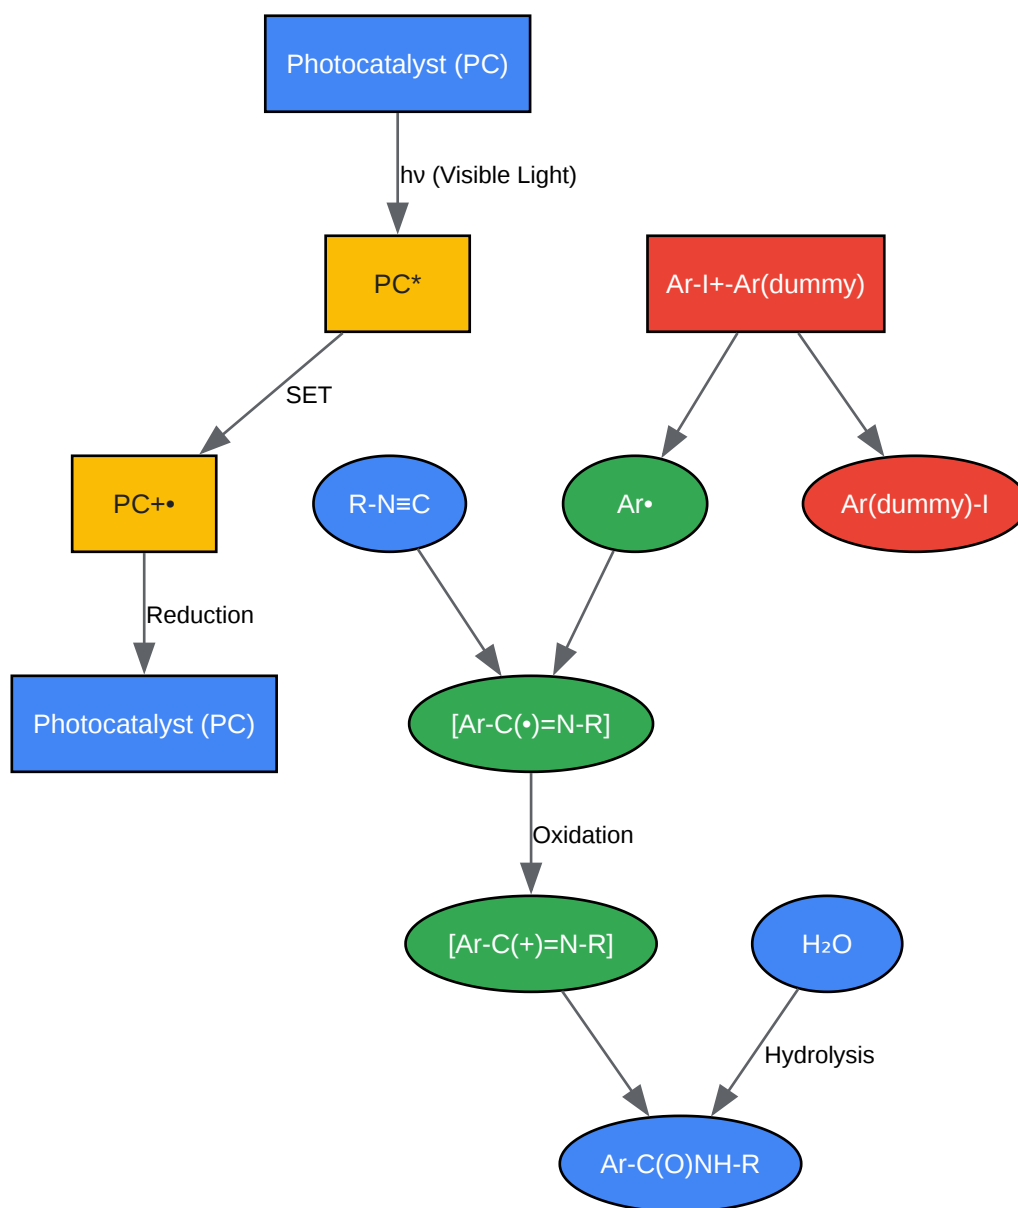 Photocatalyst (PC)
hν (Visible Light)
PC*
Ar-I+-Ar(dummy)
SET
PC+•
R-N≡C
Ar•
Ar(dummy)-I
Reduction
Photocatalyst (PC)
[Ar-C(•)=N-R]
Oxidation
[Ar-C(+)=N-R]
H₂O
Hydrolysis
Ar-C(O)NH-R